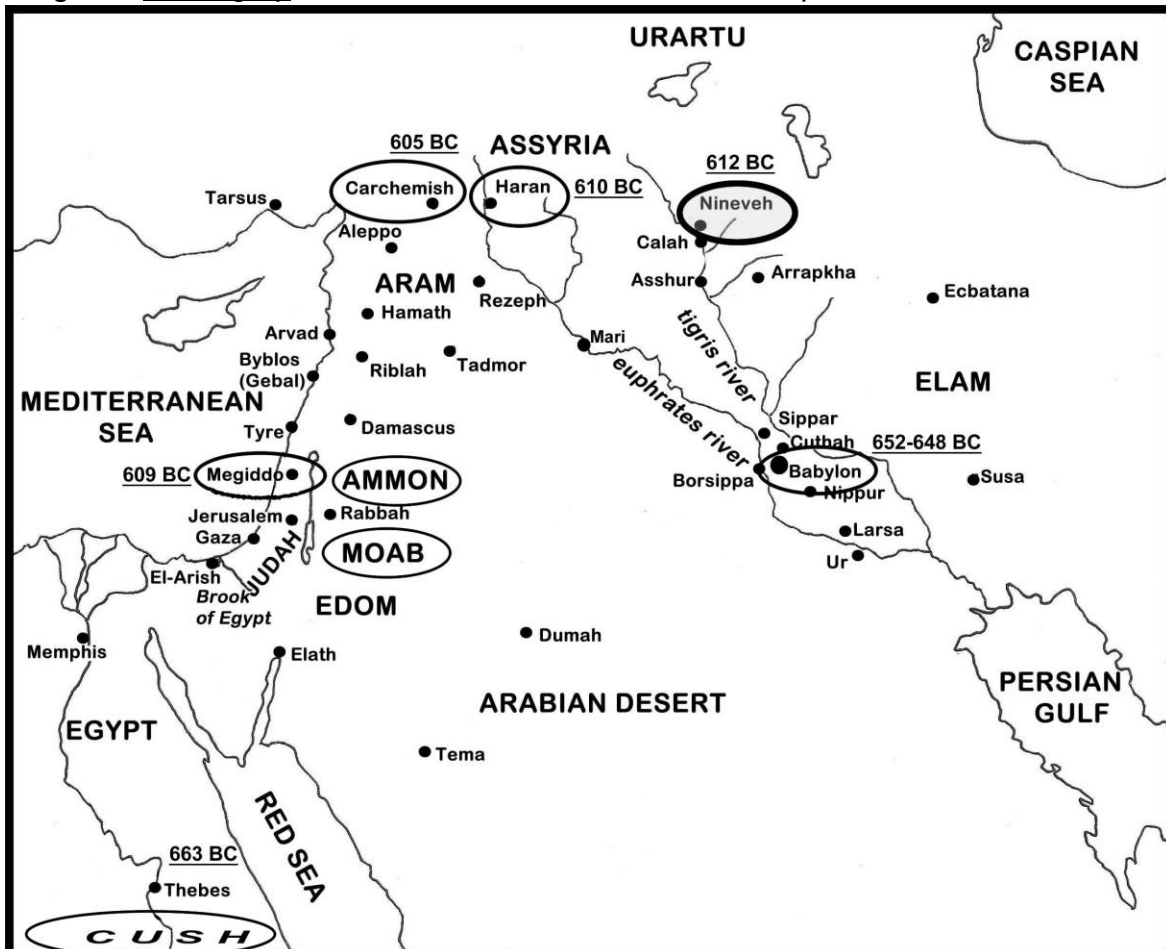 URARTU
CASPIAN
SEA
605 BC
ASSYRIA
612 BC
Carchemish
Haran
610 BC
Nineveh
Tarsus
Aleppo
Calah
ARAM
Asshur
Arrapkha
Rezeph
Ecbatana
Hamath
Arvad
tigris river
Mari
Byblos
(Gebal)
Riblah
Tadmor
euphrates river
ELAM
MEDITERRANEAN
SEA
Tyre
Damascus
Sippar
Cuthah
652-648 BC
609 BC
Megiddo
AMMON
Borsippa
Babylon
Susa
Nippur
Jerusalem
Rabbah
Gaza
JUDAH
MOAB
Larsa
Ur
El-Arish
Brook
of Egypt
EDOM
Memphis
Elath
Dumah
ARABIAN DESERT
PERSIAN
GULF
EGYPT
Tema
RED SEA
663 BC
Thebes
CUSH